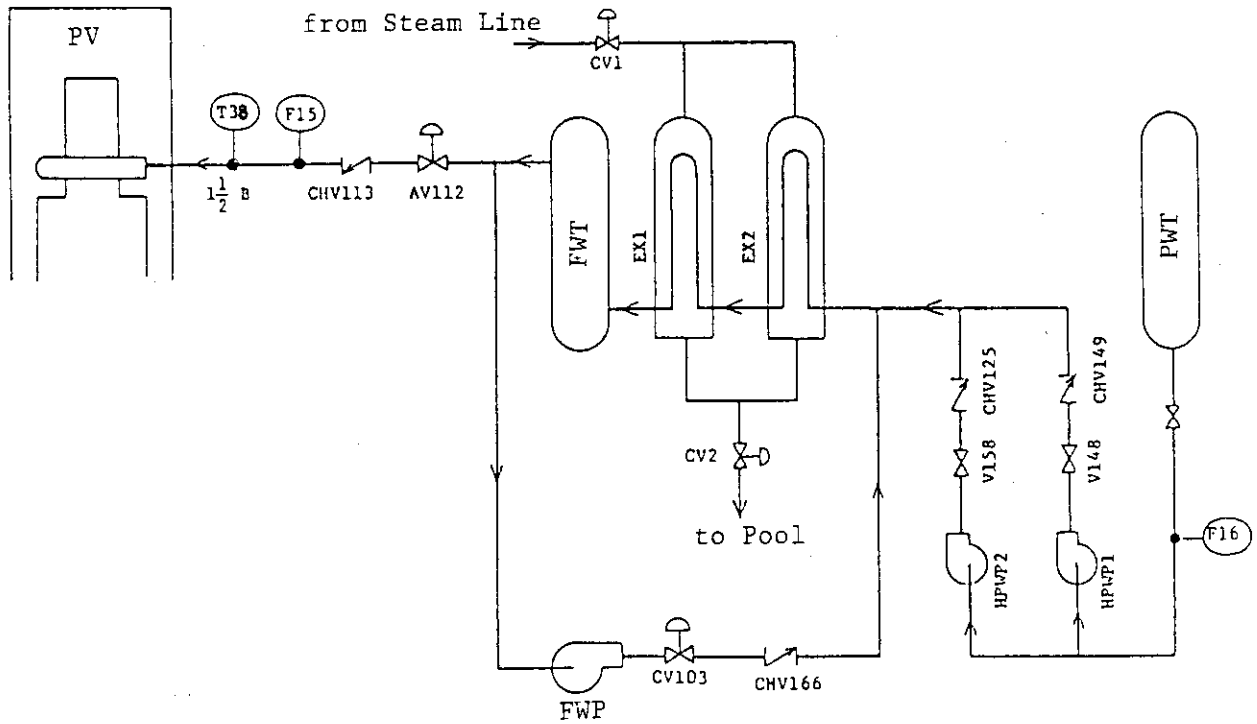 from Steam Line
PV
CV1
T38
F15
1 1/2 B
CHV113
AV112
FWT
EX1
EX2
PWT
CHV125
CHV149
CV2
V158
V148
to Pool
F16
HPWP2
HPWP1
CV103
CHV166
FWP